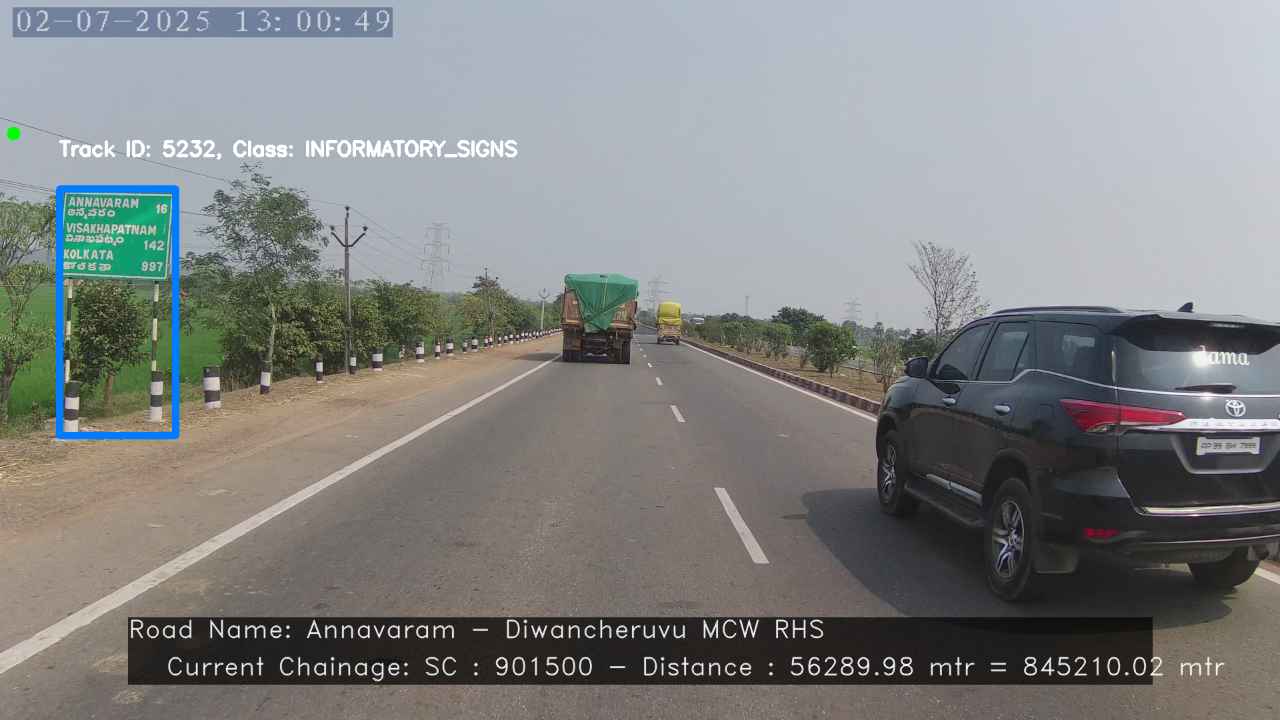 02-07-2025 13:00:49
Track ID: 5232, Class: INFORMATORY_SIGNS
ANNAVARAM 16
అన్నవరం
VISAKHAPATNAM
142
KOLKATA
997
Jama
Road Name: Annavaram - Diwancheruvu MCW RHS
Current Chainage: SC : 901500 - Distance : 56289.98 mtr = 845210.02 mtr